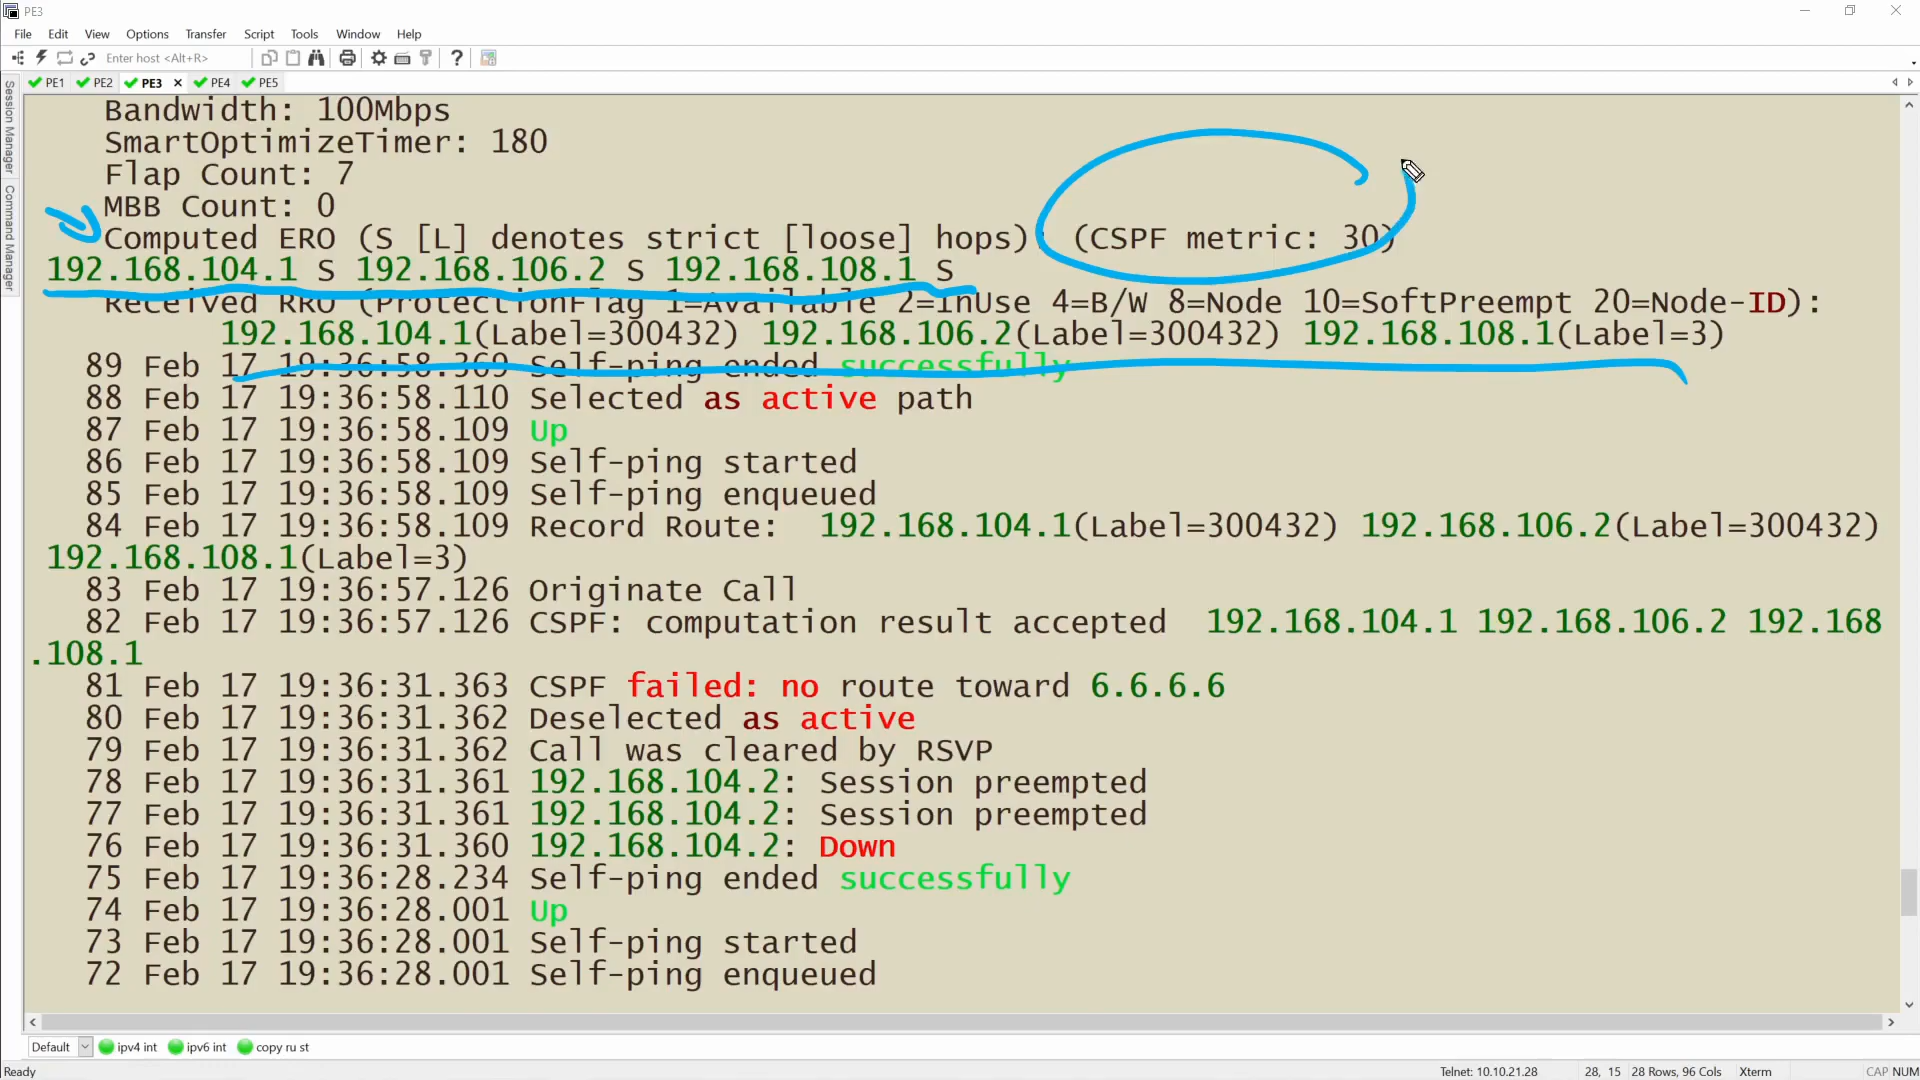 PE3
File Edit View Options Transfer Script Tools Window Help
Enter host <Alt+R>
PE1 PE2 PE3 PE4 PE5
Session Manager
Command Manager
Bandwidth: 100Mbps
SmartOptimizeTimer: 180
Flap Count: 7
MBB Count: 0
Computed ERO (S [L] denotes strict [loose] hops): (CSPF metric: 30)
192.168.104.1 S 192.168.106.2 S 192.168.108.1 S
Received RRO (ProtectionFlag 1=Available 2=InUse 4=B/W 8=Node 10=SoftPreempt 20=Node-ID):
192.168.104.1(Label=300432) 192.168.106.2(Label=300432) 192.168.108.1(Label=3)
89 Feb 17 19:36:58.369 Self-ping ended successfully
88 Feb 17 19:36:58.110 Selected as active path
87 Feb 17 19:36:58.109 Up
86 Feb 17 19:36:58.109 Self-ping started
85 Feb 17 19:36:58.109 Self-ping enqueued
84 Feb 17 19:36:58.109 Record Route:  192.168.104.1(Label=300432) 192.168.106.2(Label=300432)
192.168.108.1(Label=3)
83 Feb 17 19:36:57.126 Originate Call
82 Feb 17 19:36:57.126 CSPF: computation result accepted  192.168.104.1 192.168.106.2 192.168
.108.1
81 Feb 17 19:36:31.363 CSPF failed: no route toward 6.6.6.6
80 Feb 17 19:36:31.362 Deselected as active
79 Feb 17 19:36:31.362 Call was cleared by RSVP
78 Feb 17 19:36:31.361 192.168.104.2: Session preempted
77 Feb 17 19:36:31.361 192.168.104.2: Session preempted
76 Feb 17 19:36:31.360 192.168.104.2: Down
75 Feb 17 19:36:28.234 Self-ping ended successfully
74 Feb 17 19:36:28.001 Up
73 Feb 17 19:36:28.001 Self-ping started
72 Feb 17 19:36:28.001 Self-ping enqueued
Default ipv4 int ipv6 int copy ru st
Ready Telnet: 10.10.21.28 28, 15 28 Rows, 96 Cols Xterm CAP NUM